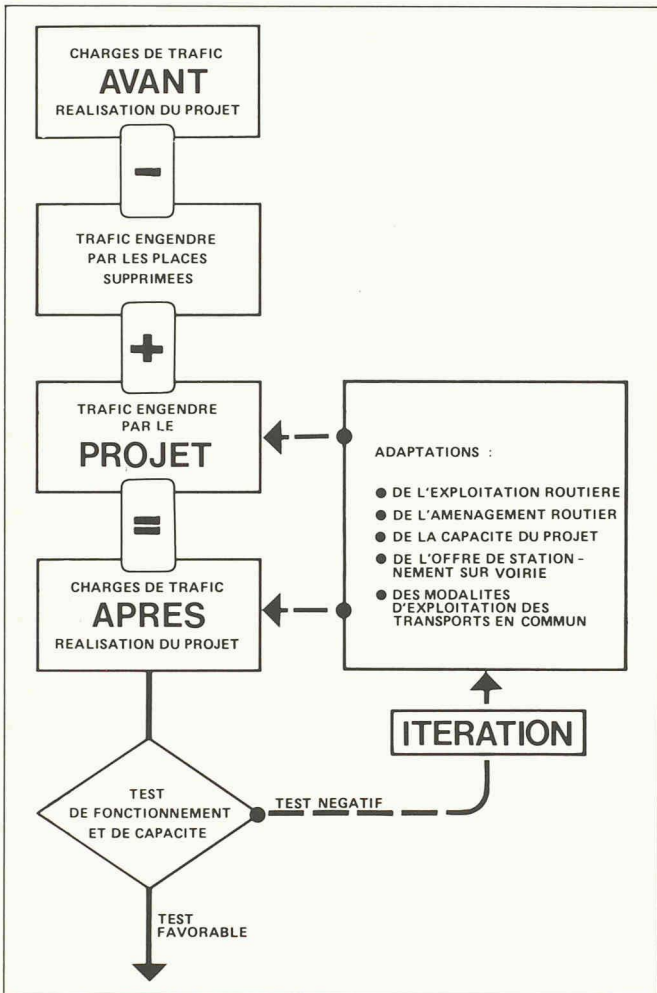 CHARGES DE TRAFIC
AVANT
REALISATION DU PROJET
-
TRAFIC ENGENDRE
PAR LES PLACES
SUPPRIMEES
+
TRAFIC ENGENDRE
PAR LE
PROJET
=
CHARGES DE TRAFIC
APRES
REALISATION DU PROJET
ADAPTATIONS :
● DE L'EXPLOITATION ROUTIERE
● DE L'AMENAGEMENT ROUTIER
● DE LA CAPACITE DU PROJET
● DE L'OFFRE DE STATION -
NEMENT SUR VOIRIE
● DES MODALITES
D'EXPLOITATION DES
TRANSPORTS EN COMMUN
ITERATION
TEST
DE FONCTIONNEMENT
ET DE CAPACITE
TEST NEGATIF
TEST
FAVORABLE